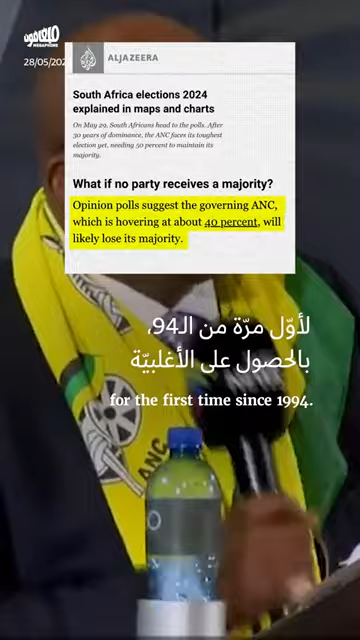 ميغافون
MEGAPHONE
28/05/202
ALJAZEERA
South Africa elections 2024
explained in maps and charts
On May 29, South Africans head to the polls. After
30 years of dominance, the ANC faces its toughest
election yet, needing 50 percent to maintain its
majority.
What if no party receives a majority?
Opinion polls suggest the governing ANC,
which is hovering at about 40 percent, will
likely lose its majority.
لأوّل مرّة من الـ94،
بالحصول على الأغلبيّة
for the first time since 1994.
ANC